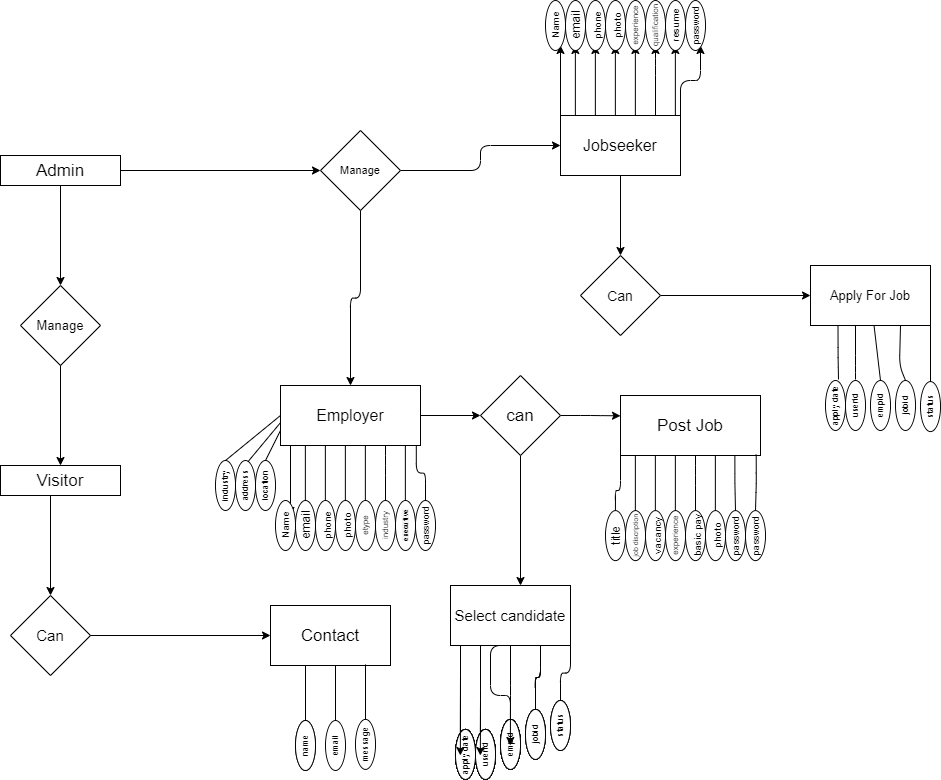 Name
email
phone
photo
experience
qualification
resume
password
Jobseeker
Admin
Manage
Can
Apply For Job
Manage
apply date
userid
empid
jobid
status
Employer
can
Post Job
Visitor
industry
address
location
Name
email
phone
photo
etype
industry
executive
password
title
job discription
vacancy
experience
basic pay
photo
password
password
Select candidate
Can
Contact
name
email
message
apply date
userid
empid
jobid
status